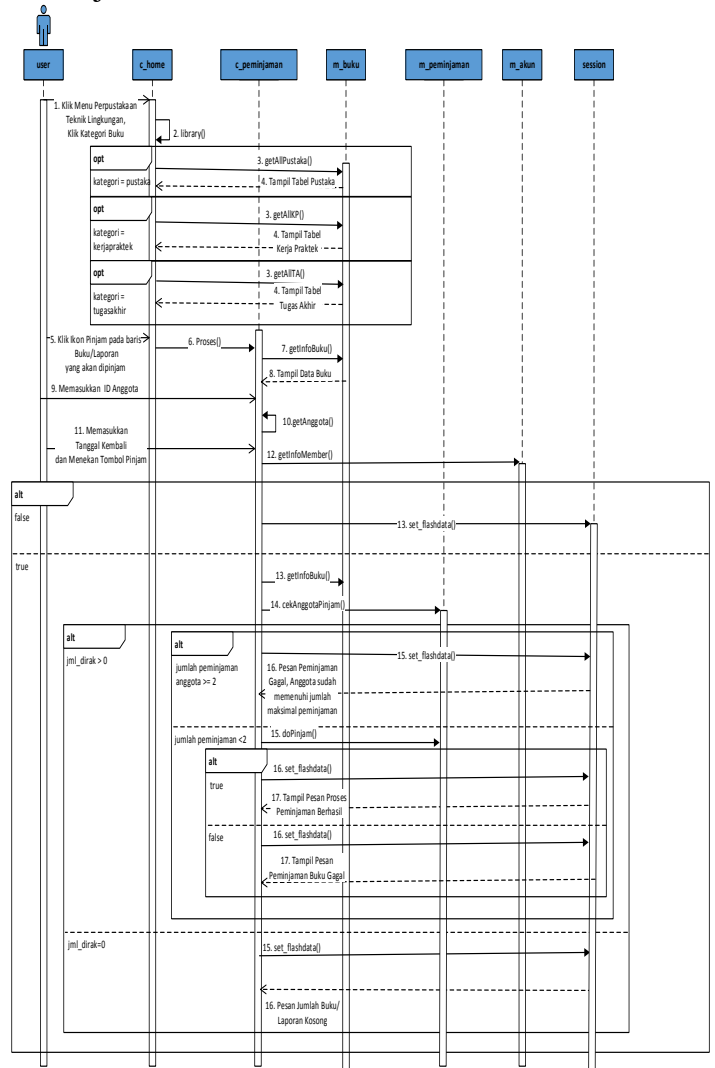 user
c_home
c_peminjaman
m_buku
m_peminjaman
m_akun
session
1. Klik Menu Perpustakaan
Teknik Lingkungan,
Klik Kategori Buku
2. library()
opt
kategori = pustaka
3. getAllPustaka()
4. Tampil Tabel Pustaka
opt
kategori =
kerjapraktek
3. getAllKP()
4. Tampil Tabel
Kerja Praktek
opt
kategori =
tugasakhir
3. getAllTA()
4. Tampil Tabel
Tugas Akhir
5. Klik Ikon Pinjam pada baris
Buku/Laporan
yang akan dipinjam
6. Proses()
7. getInfoBuku()
8. Tampil Data Buku
9. Memasukkan ID Anggota
10.getAnggota()
11. Memasukkan
Tanggal Kembali
dan Menekan Tombol Pinjam
12. getInfoMember()
alt
false
13. set_flashdata()
true
13. getInfoBuku()
14. cekAnggotaPinjam()
alt
jml_dirak > 0
alt
jumlah peminjaman
anggota >= 2
15. set_flashdata()
16. Pesan Peminjaman
Gagal, Anggota sudah
memenuhi jumlah
maksimal peminjaman
jumlah peminjaman <2
15. doPinjam()
alt
true
16. set_flashdata()
17. Tampil Pesan Proses
Peminjaman Berhasil
false
16. set_flashdata()
17. Tampil Pesan
Peminjaman Buku Gagal
jml_dirak=0
15. set_flashdata()
16. Pesan Jumlah Buku/
Laporan Kosong